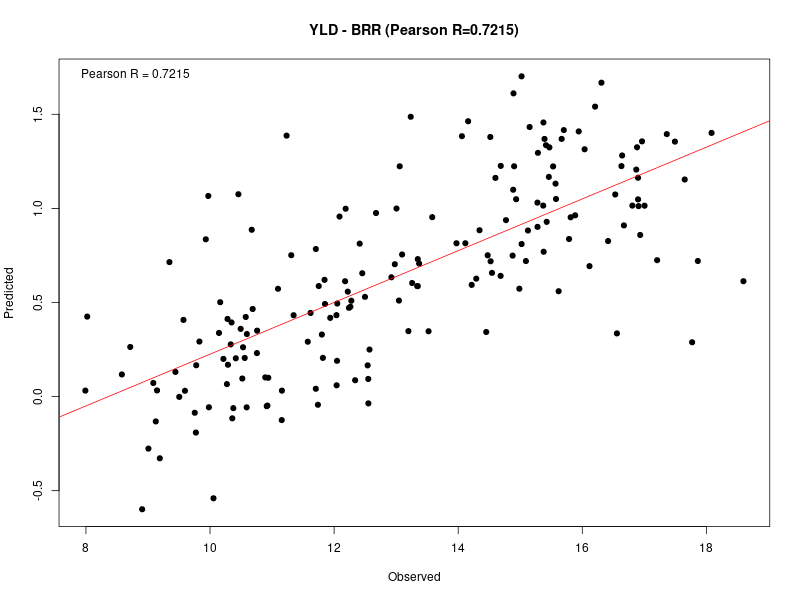 YLD - BRR (Pearson R=0.7215)
Pearson R = 0.7215
1.5
1.0
0.5
0.0
-0.5
Predicted
8 10 12 14 16 18
Observed